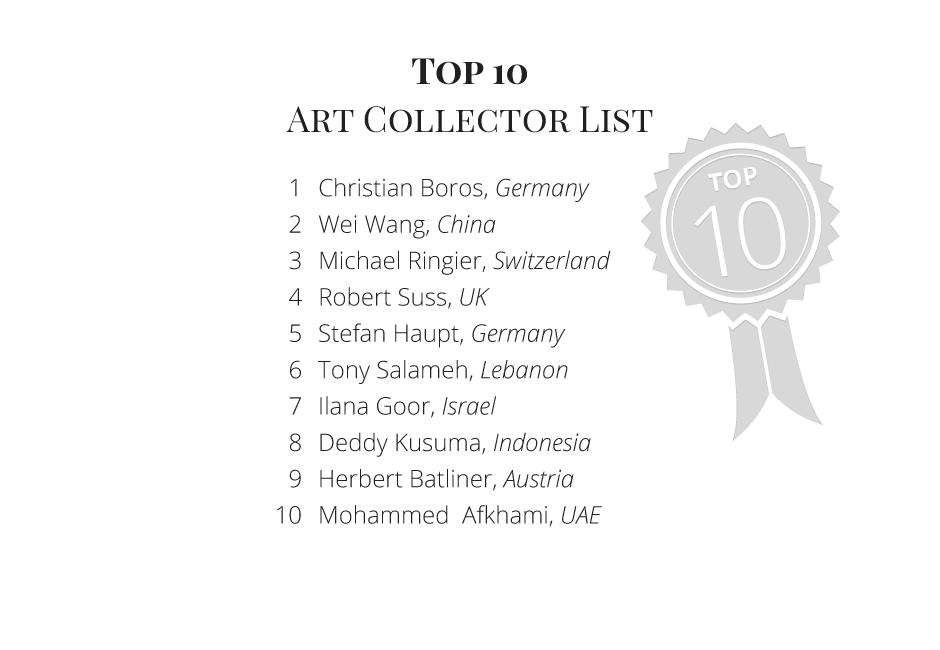 Top 10
Art Collector List
1 Christian Boros, Germany
2 Wei Wang, China
3 Michael Ringier, Switzerland
4 Robert Suss, UK
5 Stefan Haupt, Germany
6 Tony Salameh, Lebanon
7 Ilana Goor, Israel
8 Deddy Kusuma, Indonesia
9 Herbert Batliner, Austria
10 Mohammed Afkhami, UAE
TOP
10